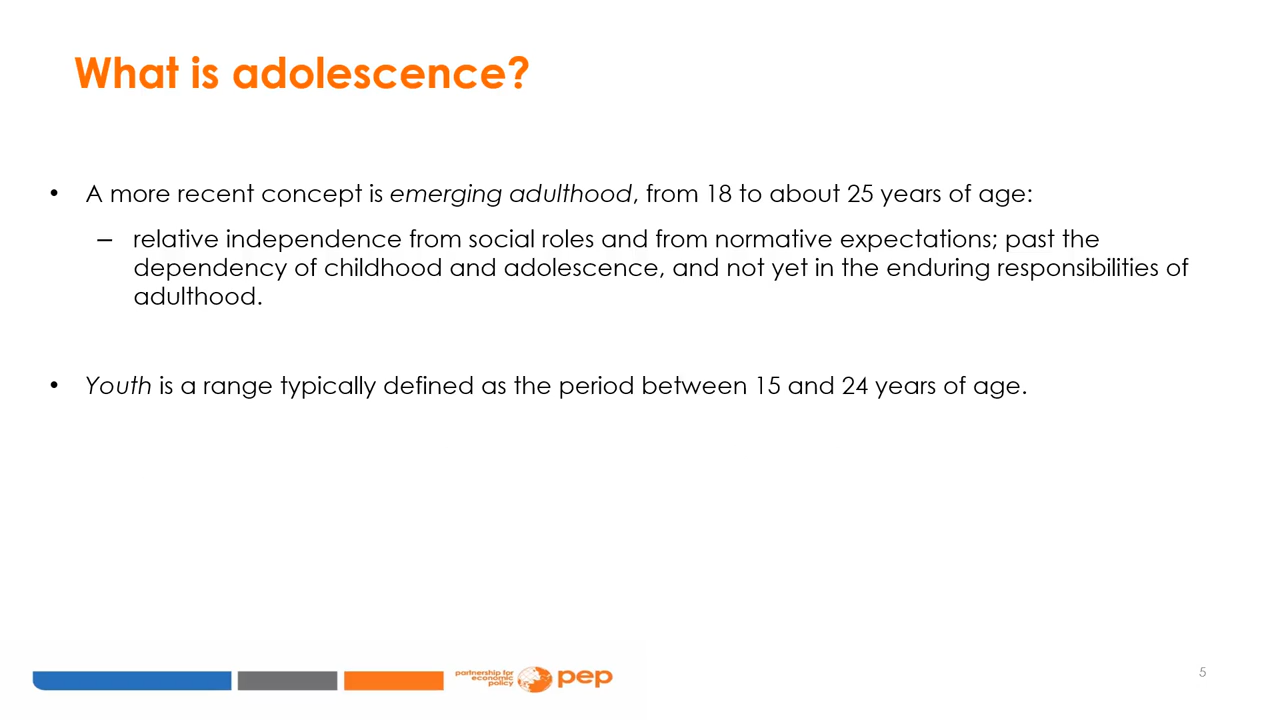 What is adolescence?
• A more recent concept is emerging adulthood, from 18 to about 25 years of age:
– relative independence from social roles and from normative expectations; past the
dependency of childhood and adolescence, and not yet in the enduring responsibilities of
adulthood.
• Youth is a range typically defined as the period between 15 and 24 years of age.
partnership for
economic
policy
pep
5